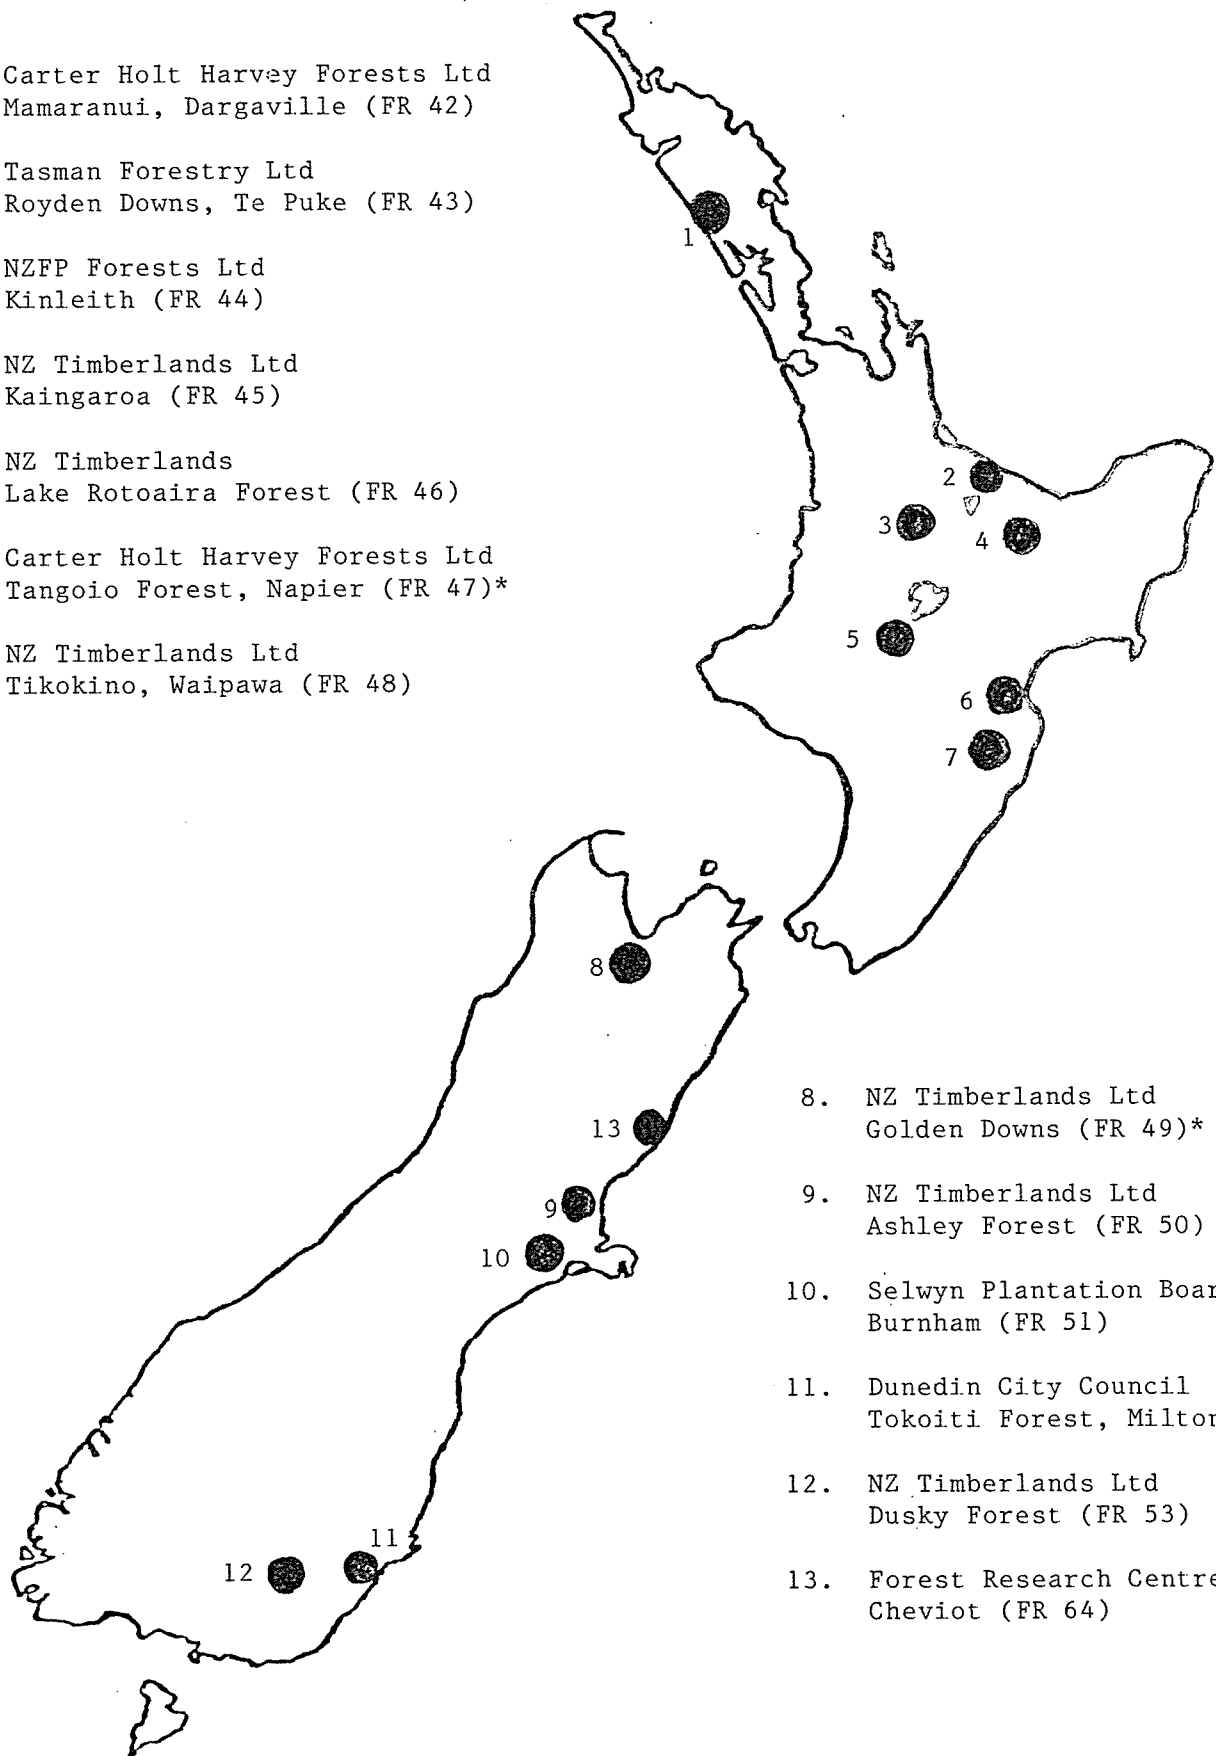 Carter Holt Harvey Forests Ltd
Mamaranui, Dargaville (FR 42)
Tasman Forestry Ltd
Royden Downs, Te Puke (FR 43)
NZFP Forests Ltd
Kinleith (FR 44)
NZ Timberlands Ltd
Kaingaroa (FR 45)
NZ Timberlands
Lake Rotoaira Forest (FR 46)
Carter Holt Harvey Forests Ltd
Tangoio Forest, Napier (FR 47)*
NZ Timberlands Ltd
Tikokino, Waipawa (FR 48)
1
2
3
4
5
6
7
8
13
9
10
11
12
8. NZ Timberlands Ltd
Golden Downs (FR 49)*
9. NZ Timberlands Ltd
Ashley Forest (FR 50)
10. Selwyn Plantation Boar
Burnham (FR 51)
11. Dunedin City Council
Tokoiti Forest, Milton
12. NZ Timberlands Ltd
Dusky Forest (FR 53)
13. Forest Research Centre
Cheviot (FR 64)